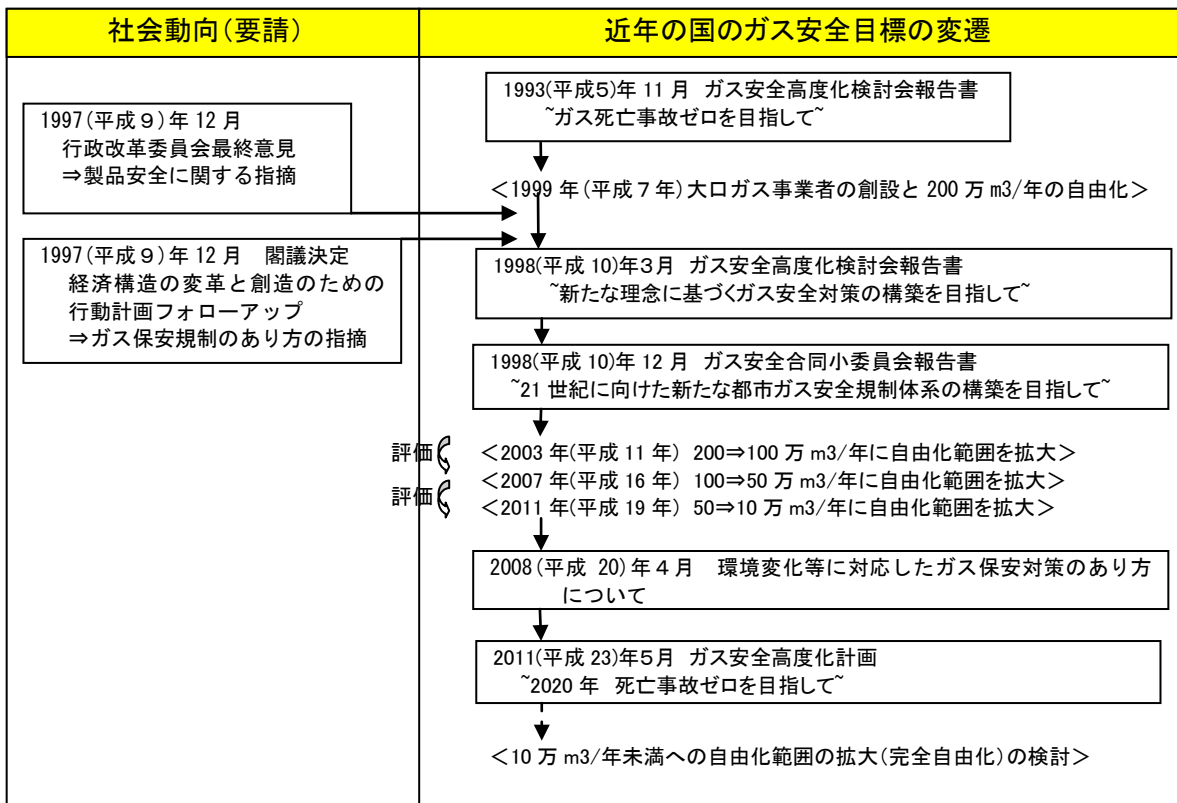 社会動向(要請)
近年の国のガス安全目標の変遷
1997(平成９)年 12 月
行政改革委員会最終意見
⇒製品安全に関する指摘
1997(平成９)年 12 月　閣議決定
経済構造の変革と創造のための
行動計画フォローアップ
⇒ガス保安規制のあり方の指摘
1993(平成5)年 11 月 ガス安全高度化検討会報告書
~ガス死亡事故ゼロを目指して~
＜1999 年(平成７年)大口ガス事業者の創設と 200 万 m3/年の自由化＞
1998(平成 10)年３月 ガス安全高度化検討会報告書
~新たな理念に基づくガス安全対策の構築を目指して~
1998(平成 10)年 12 月 ガス安全合同小委員会報告書
~21 世紀に向けた新たな都市ガス安全規制体系の構築を目指して~
評価
＜2003 年(平成 11 年) 200⇒100 万 m3/年に自由化範囲を拡大＞
＜2007 年(平成 16 年) 100⇒50 万 m3/年に自由化範囲を拡大＞
評価
＜2011 年(平成 19 年) 50⇒10 万 m3/年に自由化範囲を拡大＞
2008(平成 20)年４月　環境変化等に対応したガス保安対策のあり方
について
2011(平成 23)年５月 ガス安全高度化計画
~2020 年 死亡事故ゼロを目指して~
＜10 万 m3/年未満への自由化範囲の拡大(完全自由化)の検討＞